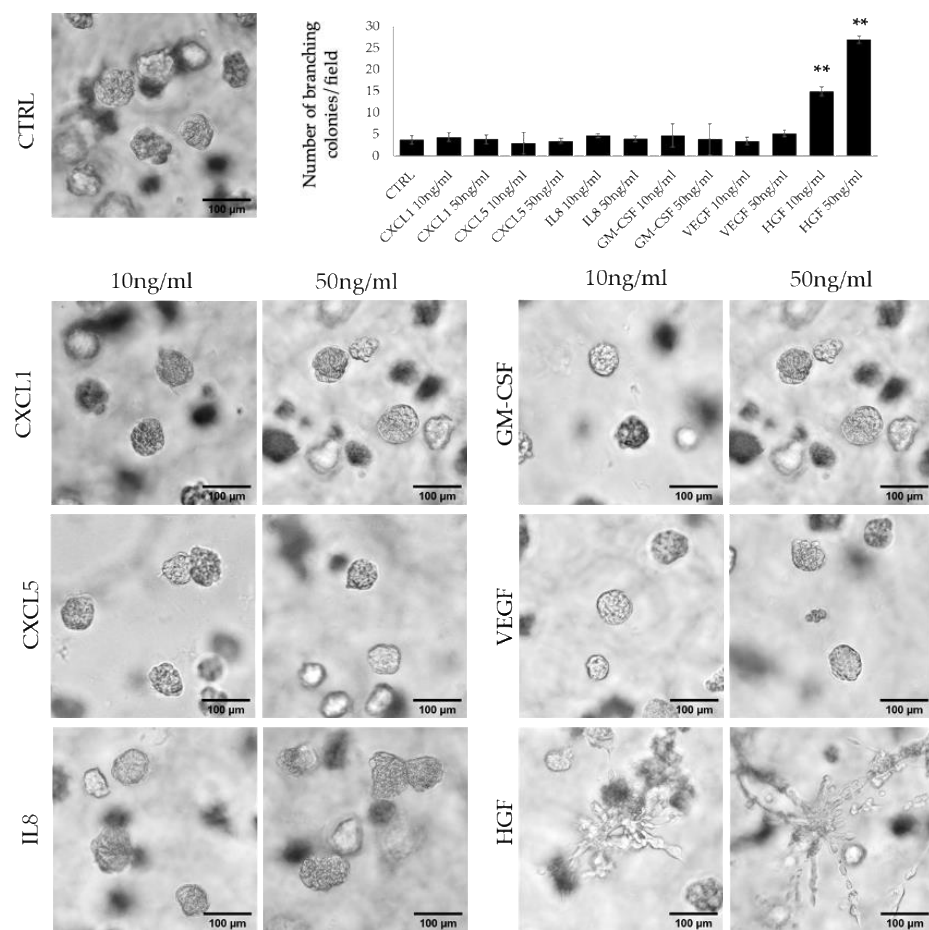 CTRL
100 µm
Number of branching
colonies/field
30
25
20
15
10
5
0
**
**
CTRL
CXCL1 10ng/ml
CXCL1 50ng/ml
CXCL5 10ng/ml
CXCL5 50ng/ml
IL8 10ng/ml
IL8 50ng/ml
GM-CSF 10ng/ml
GM-CSF 50ng/ml
VEGF 10ng/ml
VEGF 50ng/ml
HGF 10ng/ml
HGF 50ng/ml
10ng/ml
50ng/ml
10ng/ml
50ng/ml
CXCL1
100 µm
100 µm
GM-CSF
100 µm
100 µm
CXCL5
100 µm
100 µm
VEGF
100 µm
100 µm
IL8
100 µm
100 µm
HGF
100 µm
100 µm